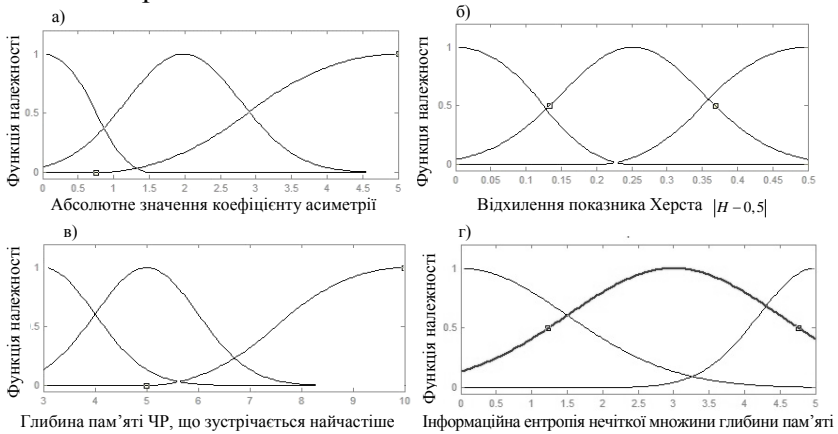 а)
Функція належності
1
0.5
0
0 0.5 1 1.5 2 2.5 3 3.5 4 4.5 5
Абсолютне значення коефіцієнту асиметрії
б)
Функція належності
1
0.5
0
0 0.05 0.1 0.15 0.2 0.25 0.3 0.35 0.4 0.45 0.5
Відхилення показника Херста |H − 0,5|
в)
Функція належності
1
0.5
0
3 4 5 6 7 8 9 10
Глибина пам’яті ЧР, що зустрічається найчастіше
г)
Функція належності
1
0.5
0
0 0.5 1 1.5 2 2.5 3 3.5 4 4.5 5
Інформаційна ентропія нечіткої множини глибини пам’яті